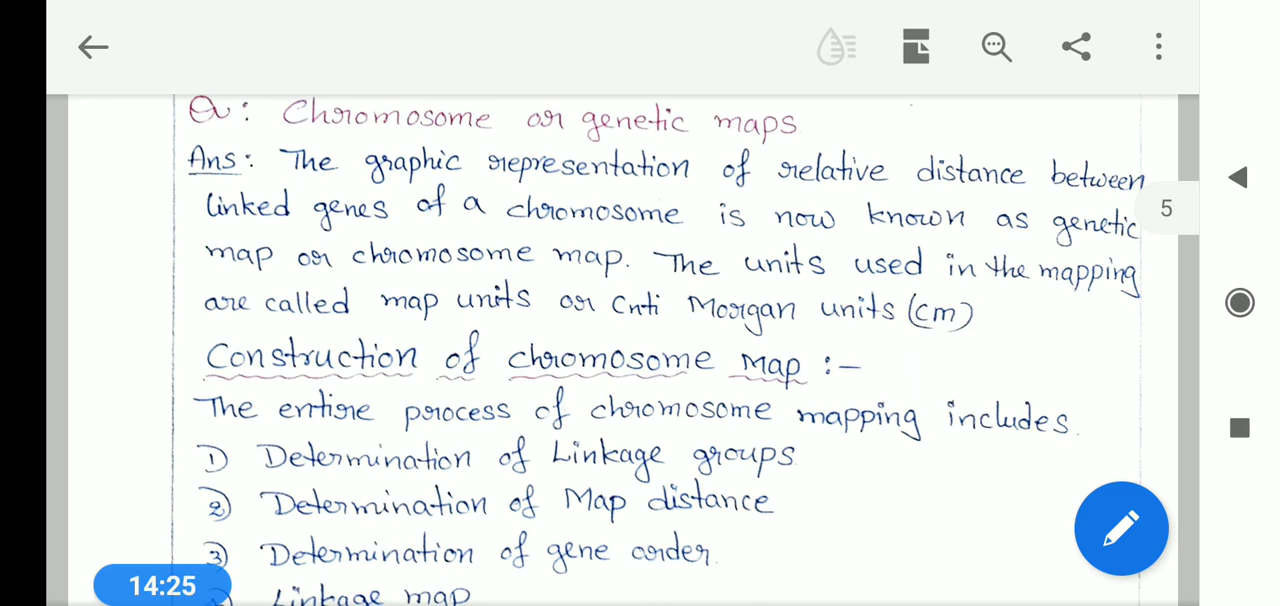 Q: Chromosome or genetic maps
Ans: The graphic representation of relative distance between
5
linked genes of a chromosome is now known as genetic
map or chromosome map. The units used in the mapping
are called map units or Cnti Morgan units (cm)
Construction of chromosome Map :-
The entire process of chromosome mapping includes.
1) Determination of Linkage groups
2) Determination of Map distance
3) Determination of gene order.
14:25
Linkage map